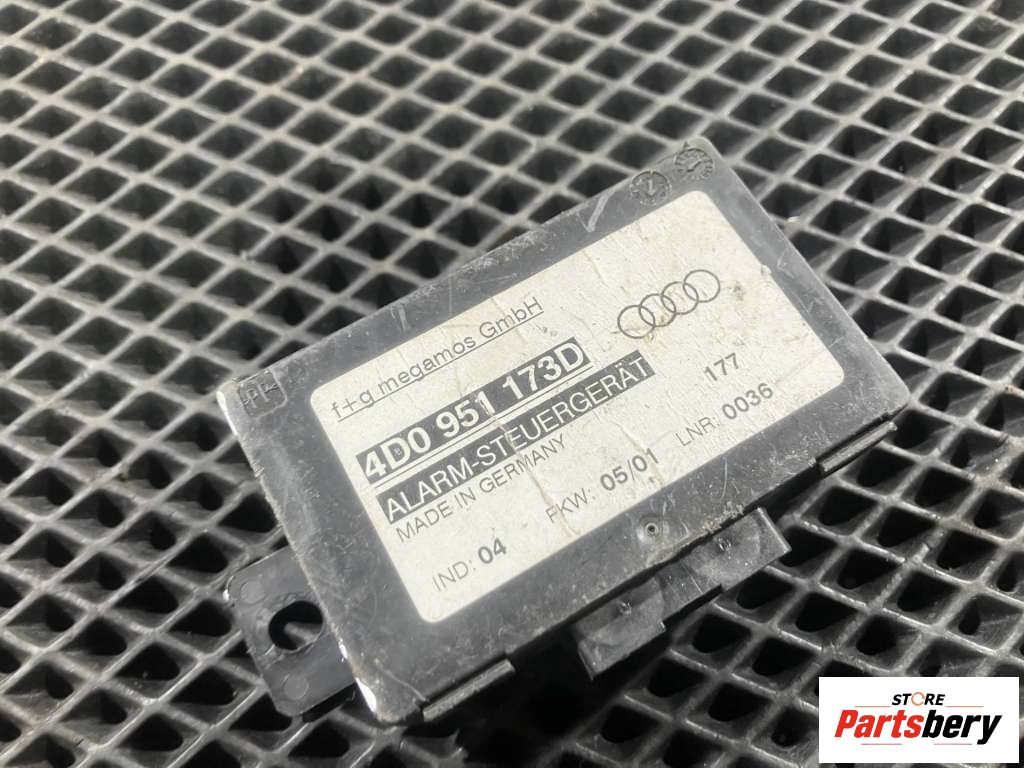 f+g megamos GmbH
4D0 951 173D
ALARM-STEUERGERÄT
MADE IN GERMANY
177
IND: 04 FKW: 05/01 LNR: 0036
STORE
Partsbery